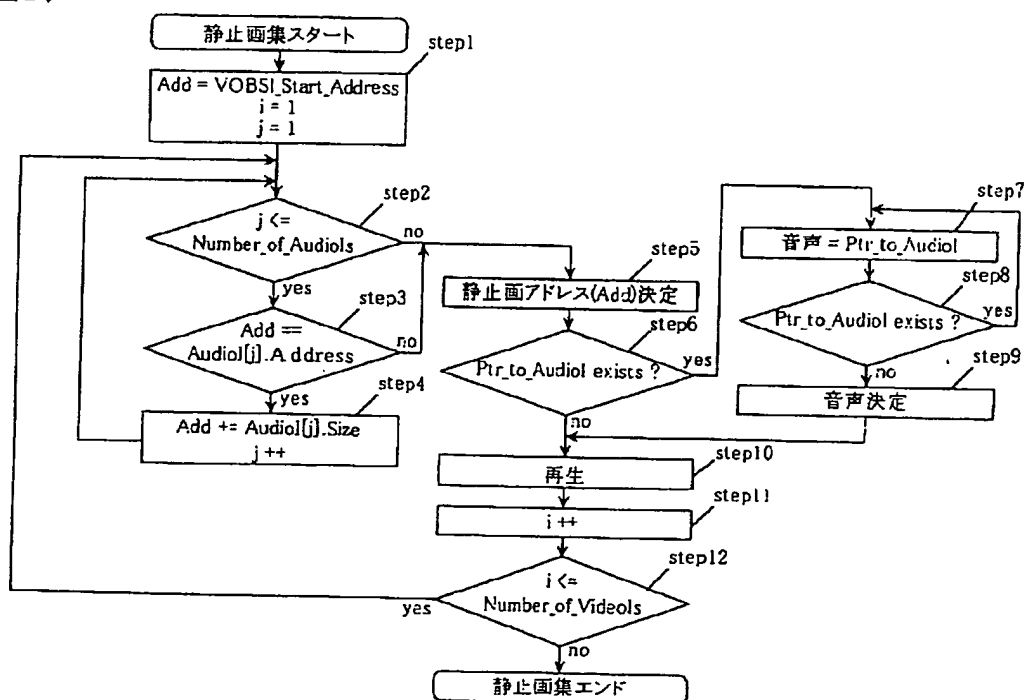 静止画集スタート
step1
Add = VOBSI_Start_Address
i = 1
j = 1
step2
j <=
Number_of_AudioIs
no
yes
step3
Add ==
AudioI[j].Address
no
yes
step4
Add += AudioI[j].Size
j ++
step5
静止画アドレス(Add)決定
step6
Ptr_to_AudioI exists ?
yes
no
step7
音声 = Ptr_to_AudioI
step8
Ptr_to_AudioI exists ?
yes
no
step9
音声決定
step10
再生
step11
i ++
step12
i <=
Number_of_VideoIs
yes
no
静止画集エンド